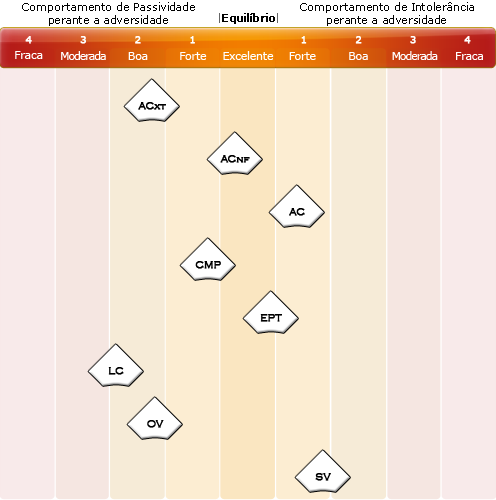 Comportamento de Passividade
perante a adversidade
|Equilíbrio|
Comportamento de Intolerância
perante a adversidade
4 3 2 1 1 2 3 4
Fraca Moderada Boa Forte Excelente Forte Boa Moderada Fraca
ACxt
ACnf
AC
CMP
EPT
LC
OV
SV